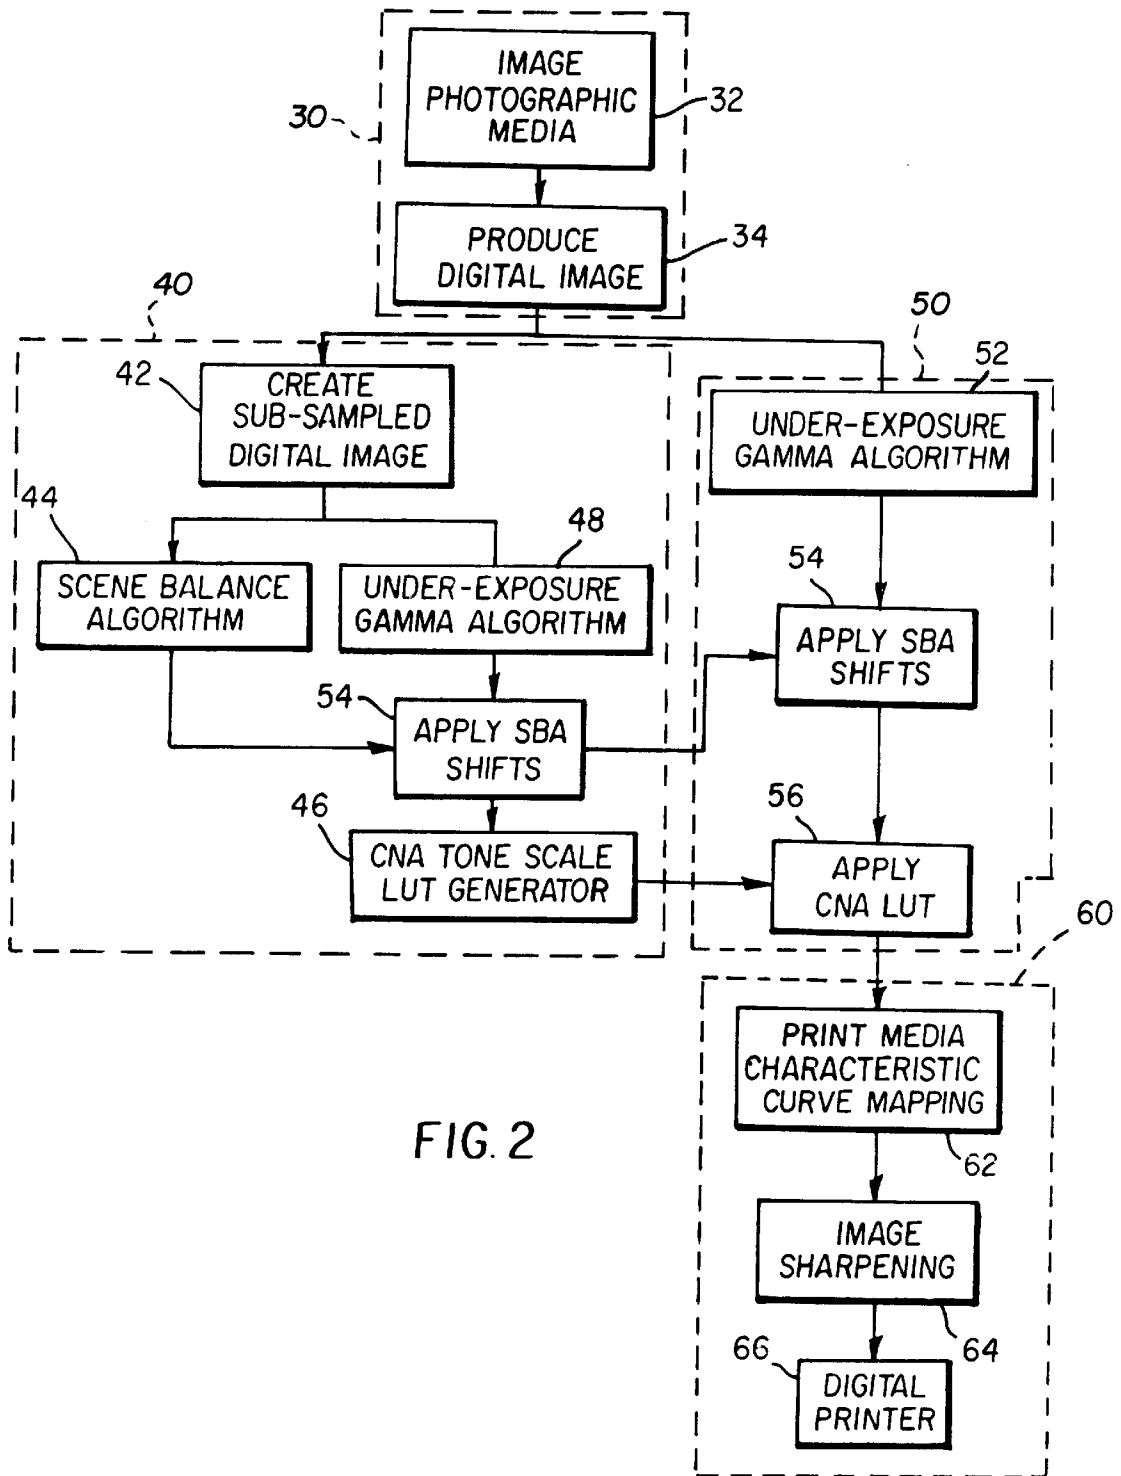 IMAGE
PHOTOGRAPHIC
MEDIA
32
30
PRODUCE
DIGITAL IMAGE
34
40
50
42
CREATE
SUB-SAMPLED
DIGITAL IMAGE
52
UNDER-EXPOSURE
GAMMA ALGORITHM
44
SCENE BALANCE
ALGORITHM
48
UNDER-EXPOSURE
GAMMA ALGORITHM
54
APPLY SBA
SHIFTS
54
APPLY SBA
SHIFTS
46
CNA TONE SCALE
LUT GENERATOR
56
APPLY
CNA LUT
60
PRINT MEDIA
CHARACTERISTIC
CURVE MAPPING
62
FIG. 2
IMAGE
SHARPENING
64
66
DIGITAL
PRINTER